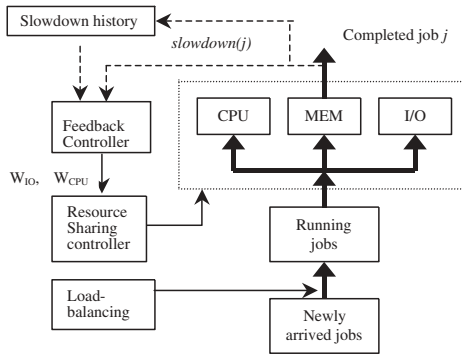 Slowdown history
slowdown(j)
Completed job j
CPU
MEM
I/O
Feedback
Controller
W_IO, W_CPU
Resource
Sharing
controller
Running
jobs
Load-
balancing
Newly
arrived jobs